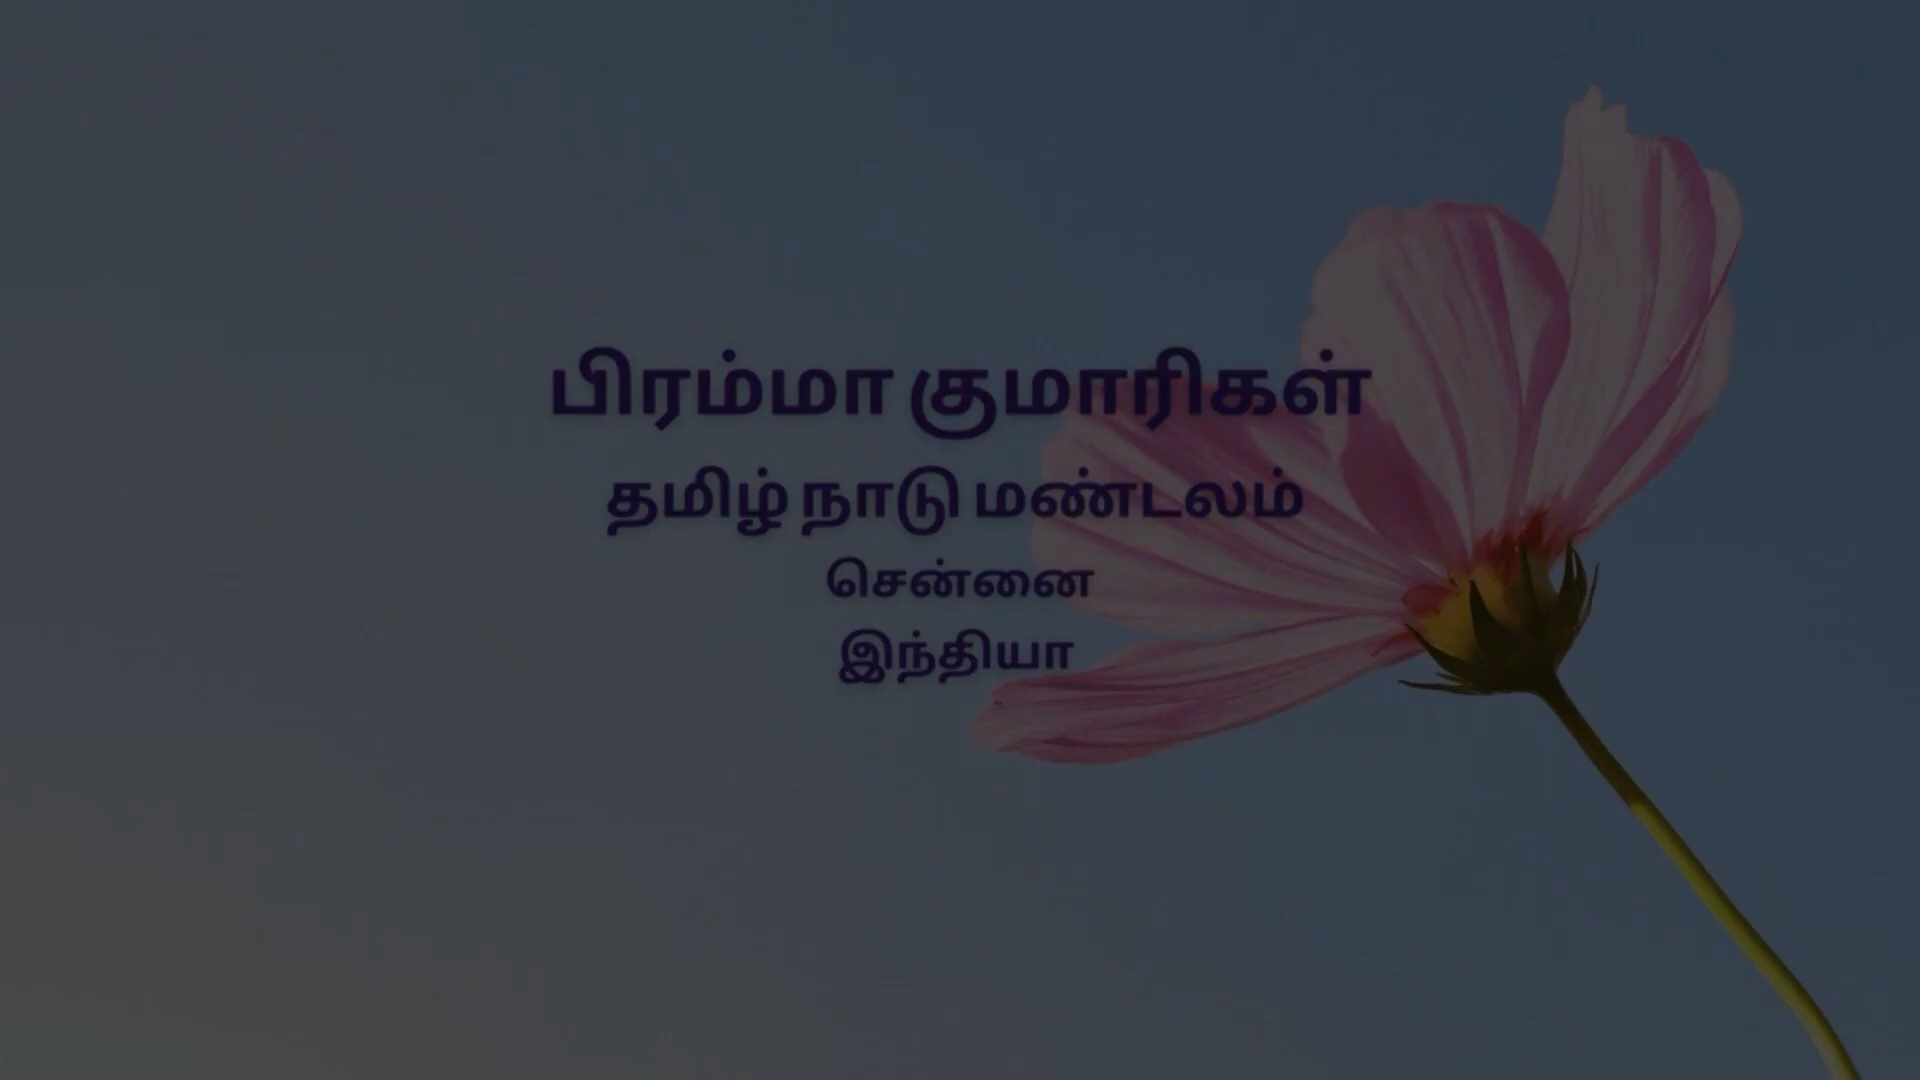 பிரம்மா குமாரிகள்
தமிழ் நாடு மண்டலம்
சென்னை
இந்தியா